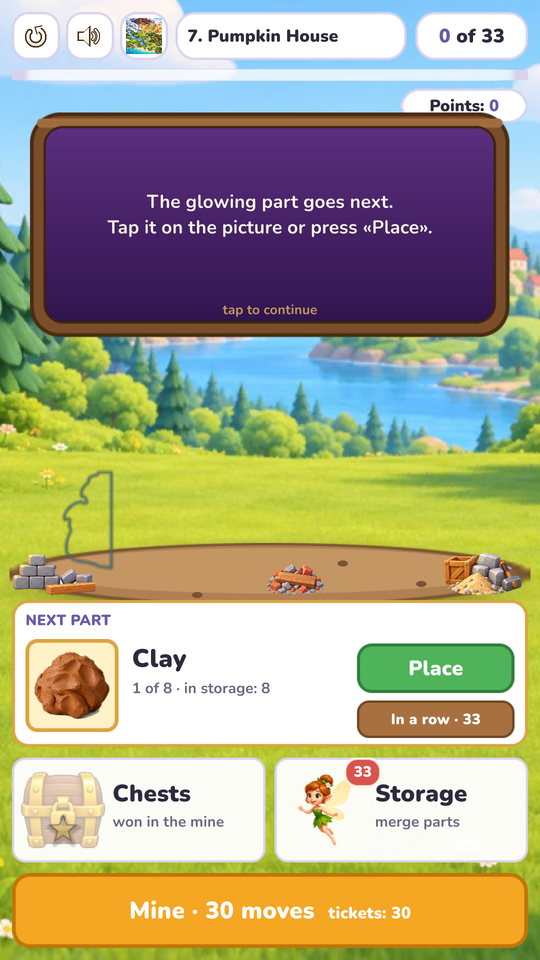 7. Pumpkin House
0 of 33
Points: 0
The glowing part goes next.
Tap it on the picture or press «Place».
tap to continue
NEXT PART
Clay
1 of 8 · in storage: 8
Place
In a row · 33
Chests
won in the mine
33
Storage
merge parts
Mine · 30 moves tickets: 30